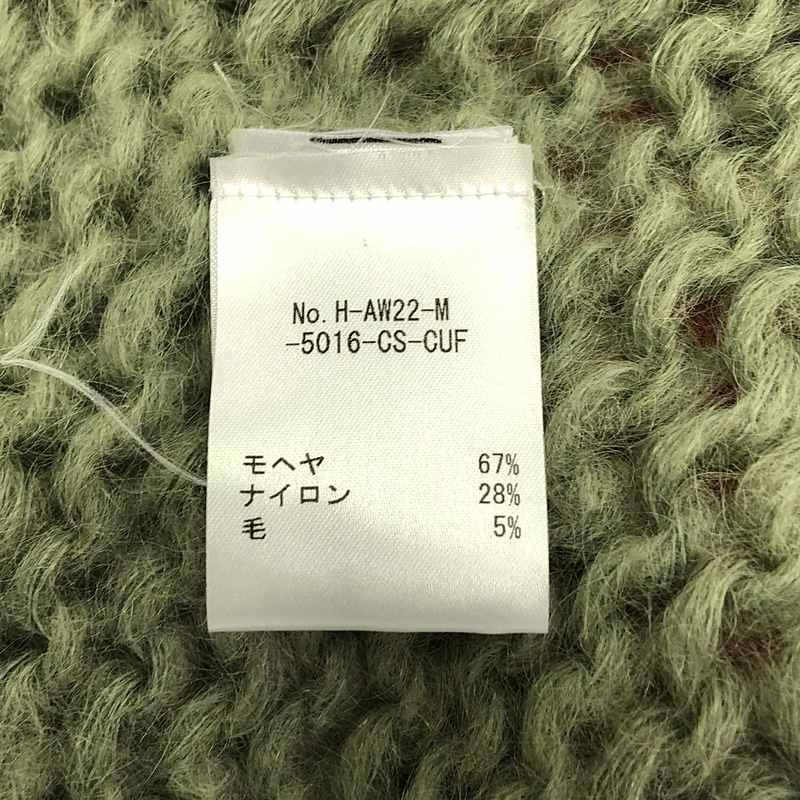 No. H-AW22-M
-5016-CS-CUF
モヘヤ 67%
ナイロン 28%
毛 5%